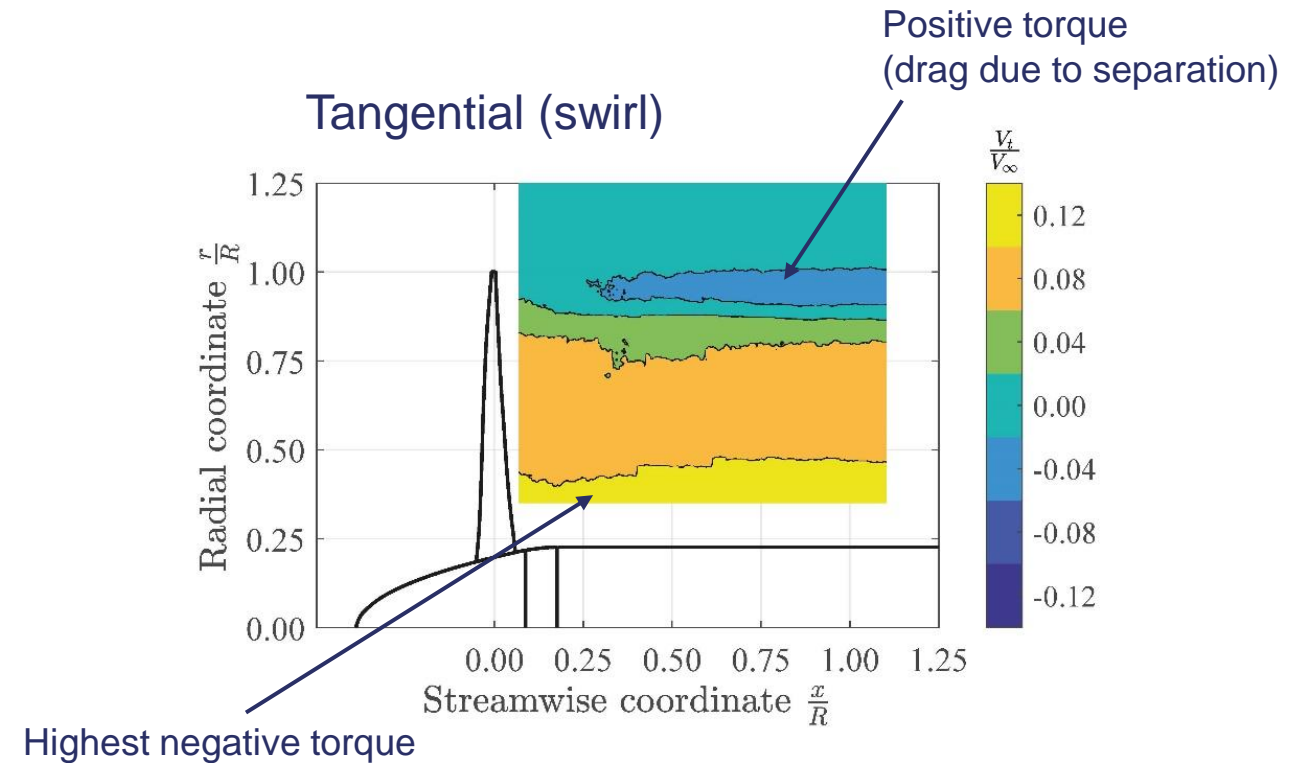 Positive torque
(drag due to separation)
Tangential (swirl)
V_t/V_∞
1.25
1.00
0.75
0.50
0.25
0.00
Radial coordinate r/R
0.12
0.08
0.04
0.00
-0.04
-0.08
-0.12
0.00 0.25 0.50 0.75 1.00 1.25
Streamwise coordinate x/R
Highest negative torque